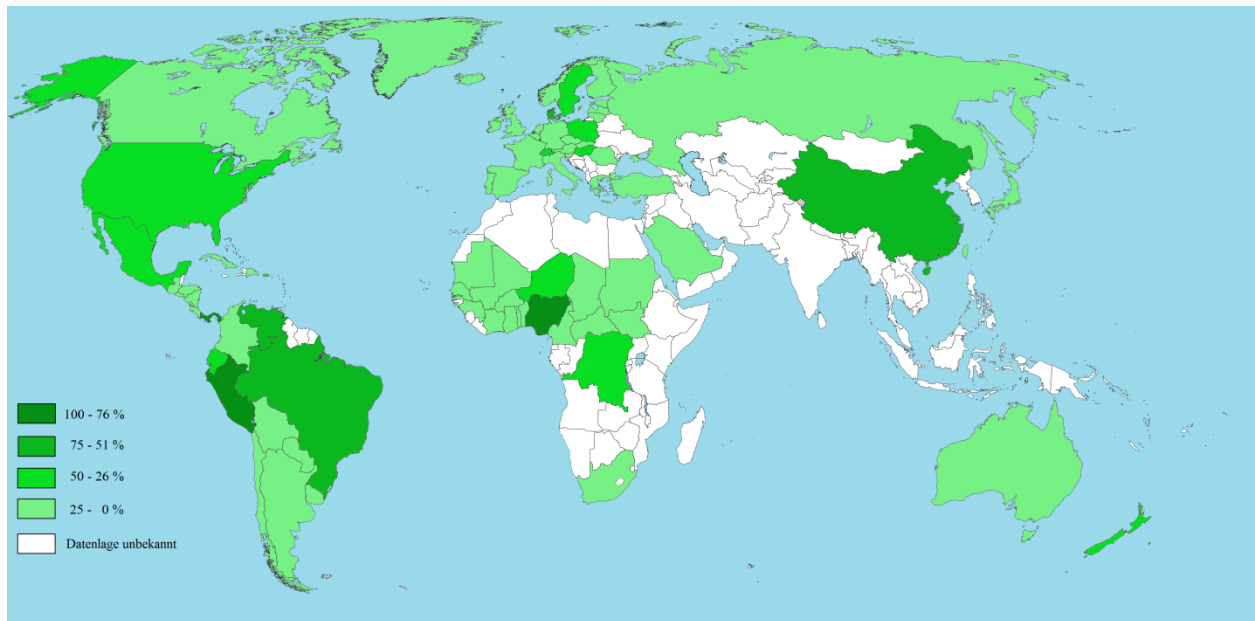 100 - 76 %
75 - 51 %
50 - 26 %
25 - 0 %
Datenlage unbekannt